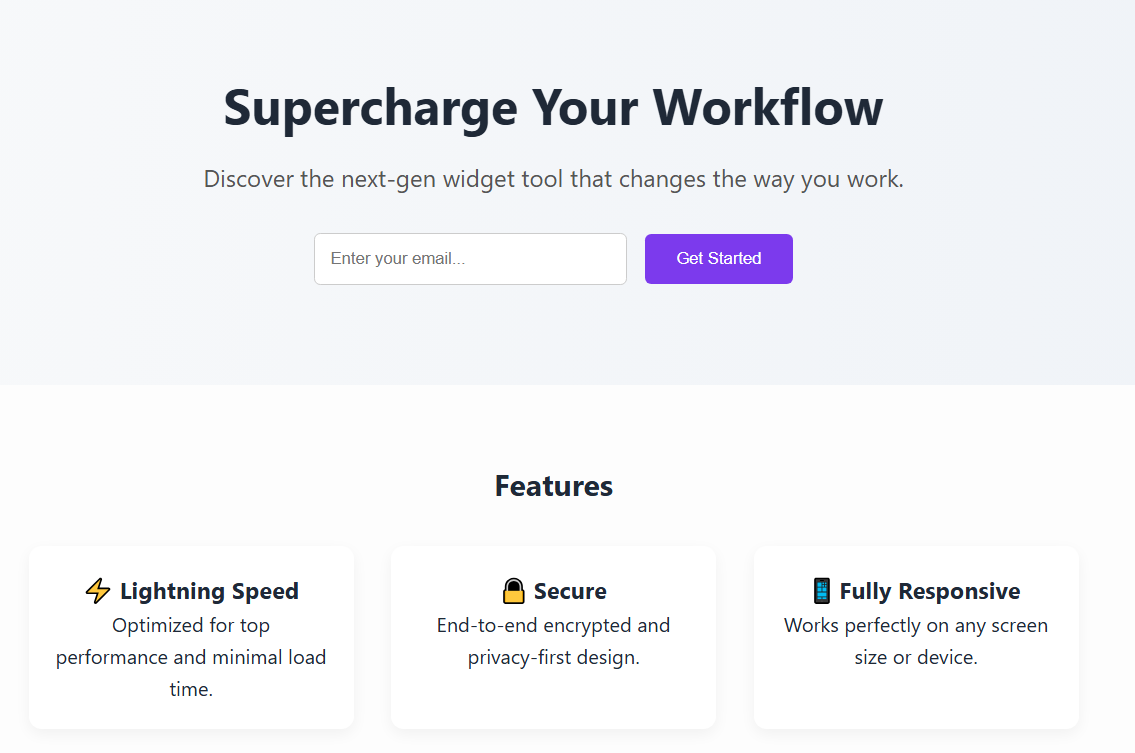 Supercharge Your Workflow
Discover the next-gen widget tool that changes the way you work.
Enter your email...
Get Started
Features
⚡ Lightning Speed
Optimized for top
performance and minimal load
time.
🔒 Secure
End-to-end encrypted and
privacy-first design.
📱 Fully Responsive
Works perfectly on any screen
size or device.